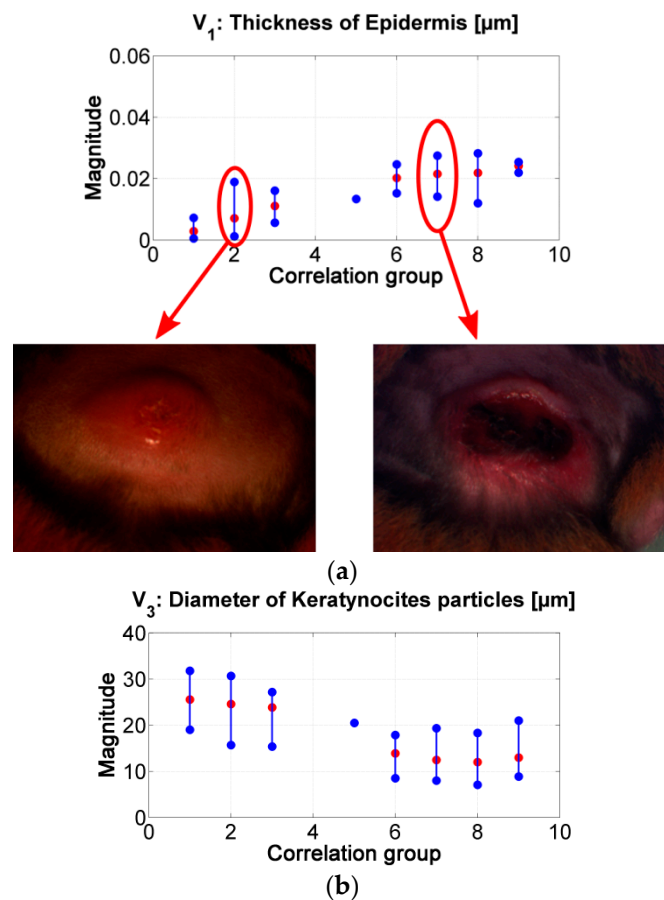 V1: Thickness of Epidermis [µm]
0.06
0.04
0.02
0
Magnitude
0 2 4 6 8 10
Correlation group
(a)
V3: Diameter of Keratynocites particles [µm]
40
30
20
10
0
Magnitude
0 2 4 6 8 10
Correlation group
(b)